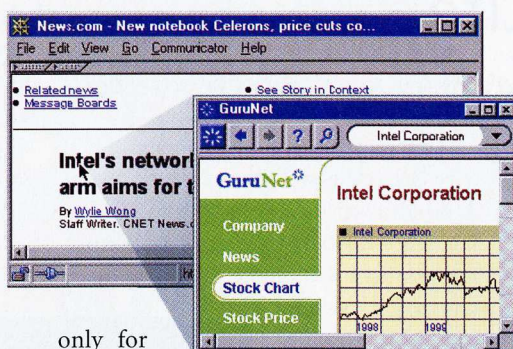 News.com - New notebook Celerons, price cuts co...
File Edit View Go Communicator Help
Related news
See Story in Context
Message Boards
Intel's networ
arm aims for t
By Wylie Wong
Staff Writer, CNET News.c
GuruNet
Intel Corporation
GuruNet
Intel Corporation
Company
News
Stock Chart
Stock Price
Intel Corporation
1998 1999
only for